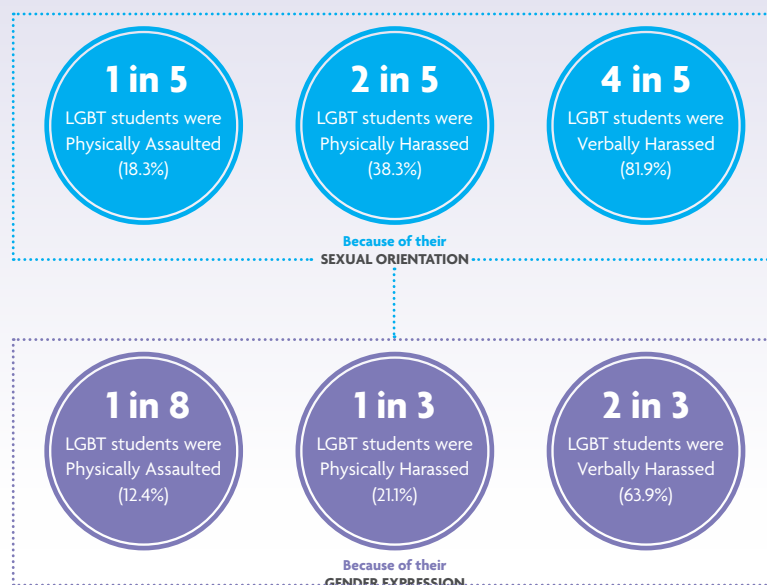 1 in 5
LGBT students were
Physically Assaulted
(18.3%)
2 in 5
LGBT students were
Physically Harassed
(38.3%)
4 in 5
LGBT students were
Verbally Harassed
(81.9%)
Because of their
SEXUAL ORIENTATION
1 in 8
LGBT students were
Physically Assaulted
(12.4%)
1 in 3
LGBT students were
Physically Harassed
(21.1%)
2 in 3
LGBT students were
Verbally Harassed
(63.9%)
Because of their
GENDER EXPRESSION